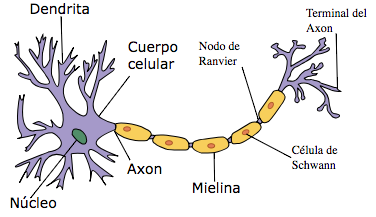 Dendrita
Cuerpo
celular
Nodo de
Ranvier
Terminal del
Axon
Axon
Célula de
Schwann
Mielina
Núcleo